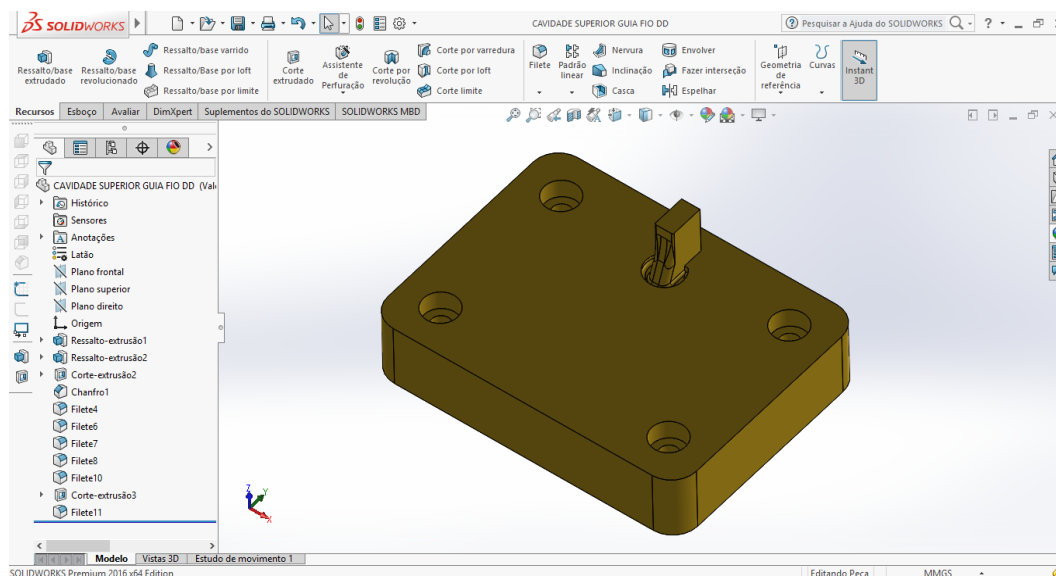 SOLIDWORKS
CAVIDADE SUPERIOR GUIA FIO DD
Pesquisar a Ajuda do SOLIDWORKS
Ressalto/base extrudado
Ressalto/base revolucionado
Ressalto/base varrido
Ressalto/Base por loft
Ressalto/base por limite
Corte extrudado
Assistente de Perfuração
Corte por revolução
Corte por varredura
Corte por loft
Corte limite
Filete
Padrão linear
Nervura
Inclinação
Casca
Envolver
Fazer interseção
Espelhar
Geometria de referência
Curvas
Instant 3D
Recursos
Esboço
Avaliar
DimXpert
Suplementos do SOLIDWORKS
SOLIDWORKS MBD
CAVIDADE SUPERIOR GUIA FIO DD (Val
Histórico
Sensores
Anotações
Latão
Plano frontal
Plano superior
Plano direito
Origem
Ressalto-extrusão1
Ressalto-extrusão2
Corte-extrusão2
Chanfro1
Filete4
Filete6
Filete7
Filete8
Filete10
Corte-extrusão3
Filete11
Z
Y
X
Modelo
Vistas 3D
Estudo de movimento 1
SOLIDWORKS Premium 2016 x64 Edition
Editando Peça
MMGS